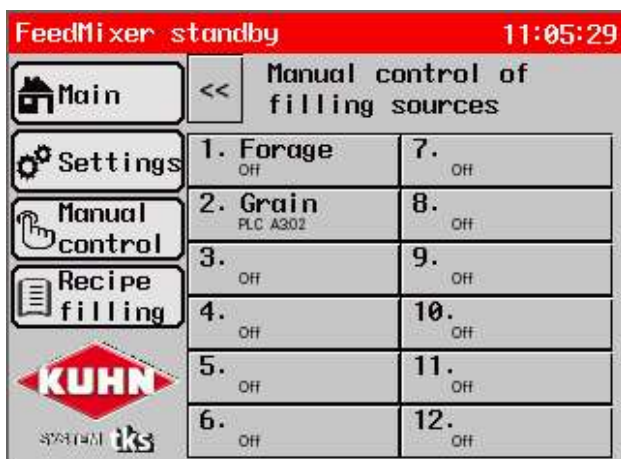 FeedMixer standby 11:05:29
Main
<< Manual control of
filling sources
Settings
Manual
control
Recipe
filling
1. Forage
Off
2. Grain
PLC A302
3.
Off
4.
Off
5.
Off
6.
Off
7.
Off
8.
Off
9.
Off
10.
Off
11.
Off
12.
Off
KUHN
SYSTEM tks